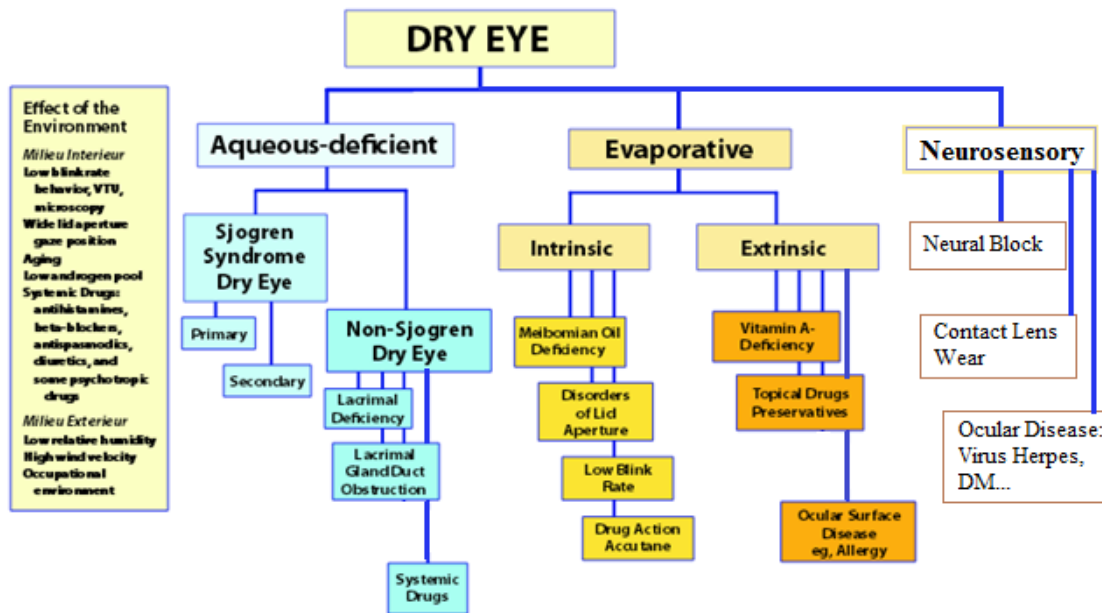 DRY EYE
Effect of the
Environment
Milieu Interieur
Low blink rate
behavior, VTU,
microscopy
Wide lid aperture
gaze position
Aging
Low androgen pool
Systemic Drugs:
antihistamines,
beta-blockers,
antispasmodics,
diuretics, and
some psychotropic
drugs
Milieu Exterieur
Low relative humidity
High wind velocity
Occupational
environment
Aqueous-deficient
Sjogren
Syndrome
Dry Eye
Primary
Secondary
Non-Sjogren
Dry Eye
Lacrimal
Deficiency
Lacrimal
Gland Duct
Obstruction
Systemic
Drugs
Evaporative
Intrinsic
Meibomian Oil
Deficiency
Disorders
of Lid
Aperture
Low Blink
Rate
Drug Action
Accutane
Extrinsic
Vitamin A-
Deficiency
Topical Drugs
Preservatives
Ocular Surface
Disease
eg, Allergy
Neurosensory
Neural Block
Contact Lens
Wear
Ocular Disease:
Virus Herpes,
DM...